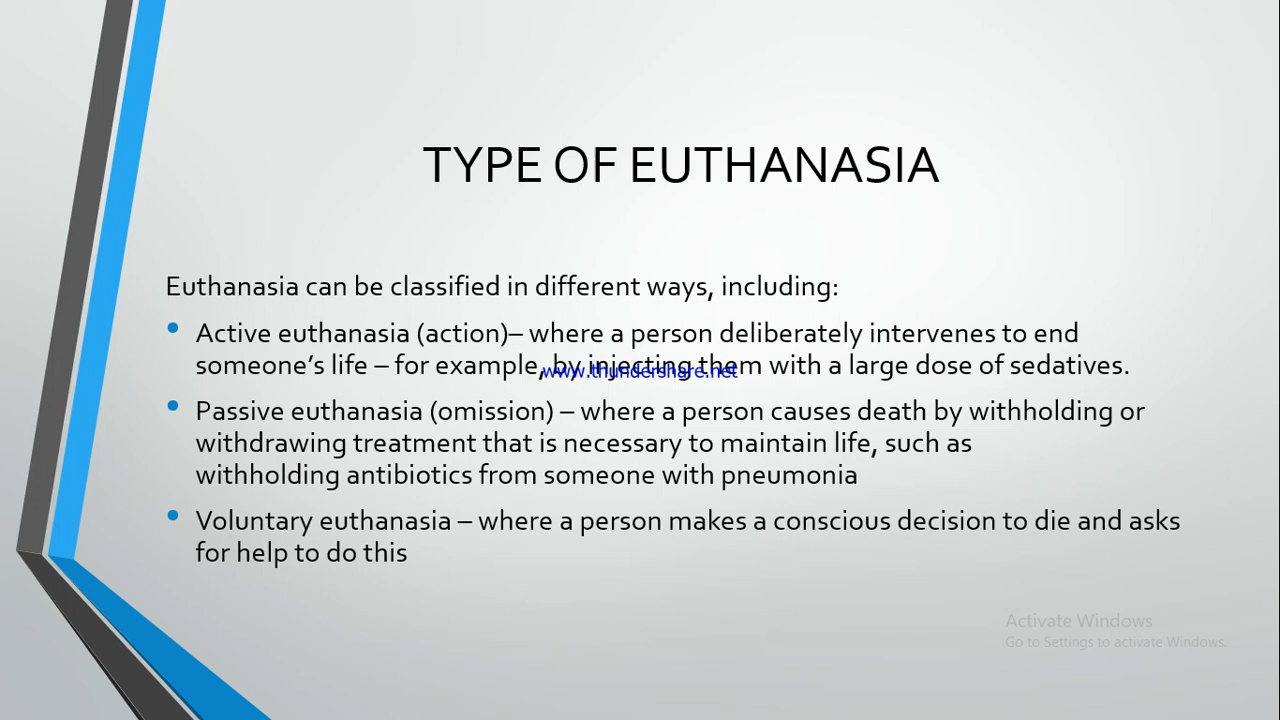 TYPE OF EUTHANASIA
Euthanasia can be classified in different ways, including:
• Active euthanasia (action)– where a person deliberately intervenes to end
someone’s life – for example, by injecting them with a large dose of sedatives.
www.thundershare.net
• Passive euthanasia (omission) – where a person causes death by withholding or
withdrawing treatment that is necessary to maintain life, such as
withholding antibiotics from someone with pneumonia
• Voluntary euthanasia – where a person makes a conscious decision to die and asks
for help to do this
Activate Windows
Go to Settings to activate Windows.